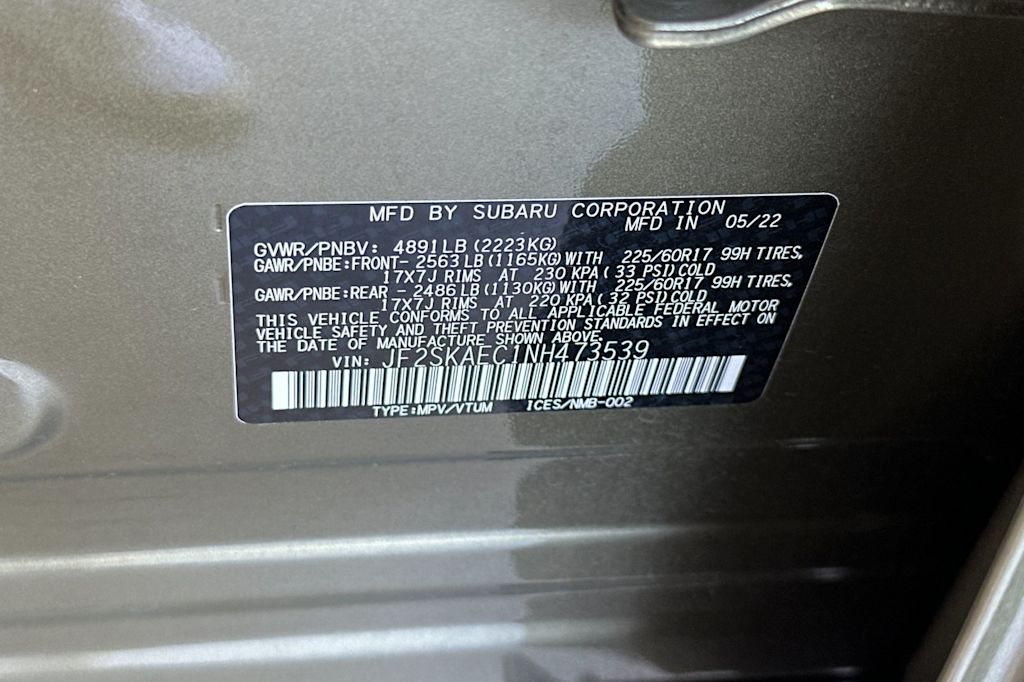 MFD BY SUBARU CORPORATION
MFD IN 05/22
GVWR/PNBV: 4891LB(2223KG)
GAWR/PNBE:FRONT- 2563LB(1165KG)WITH 225/60R17 99H TIRES,
17X7J RIMS AT 230 KPA(33 PSI)COLD
GAWR/PNBE:REAR - 2486LB(1130KG)WITH 225/60R17 99H TIRES,
17X7J RIMS AT 220 KPA(32 PSI)COLD
THIS VEHICLE CONFORMS TO ALL APPLICABLE FEDERAL MOTOR
VEHICLE SAFETY AND THEFT PREVENTION STANDARDS IN EFFECT ON
THE DATE OF MANUFACTURE SHOWN ABOVE.
VIN: JF2SKAEC1NH473539
TYPE:MPV/VTUM ICES/NMB-002